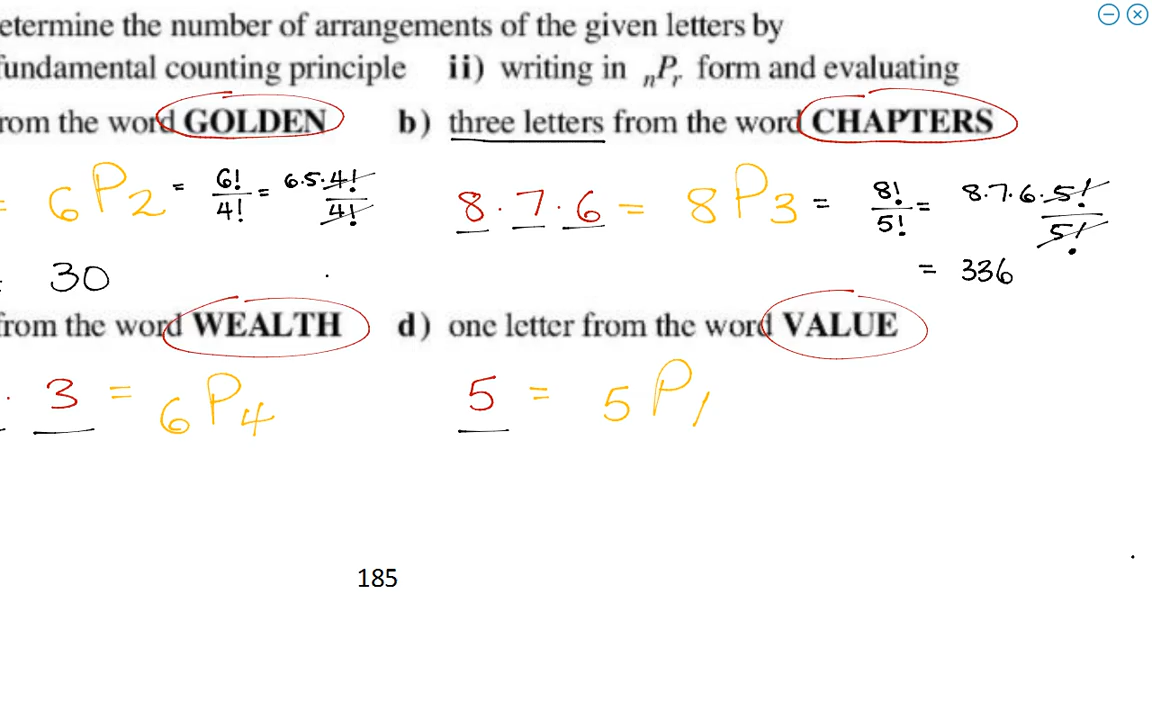 etermine the number of arrangements of the given letters by
fundamental counting principle ii) writing in nPr form and evaluating
rom the word GOLDEN b) three letters from the word CHAPTERS
= 6P2 = 6!/4! = 6.5.4!/4! 8.7.6 = 8P3 = 8!/5! = 8.7.6.5!/5!
= 30 = 336
from the word WEALTH d) one letter from the word VALUE
. 3 = 6P4 5 = 5P1
185